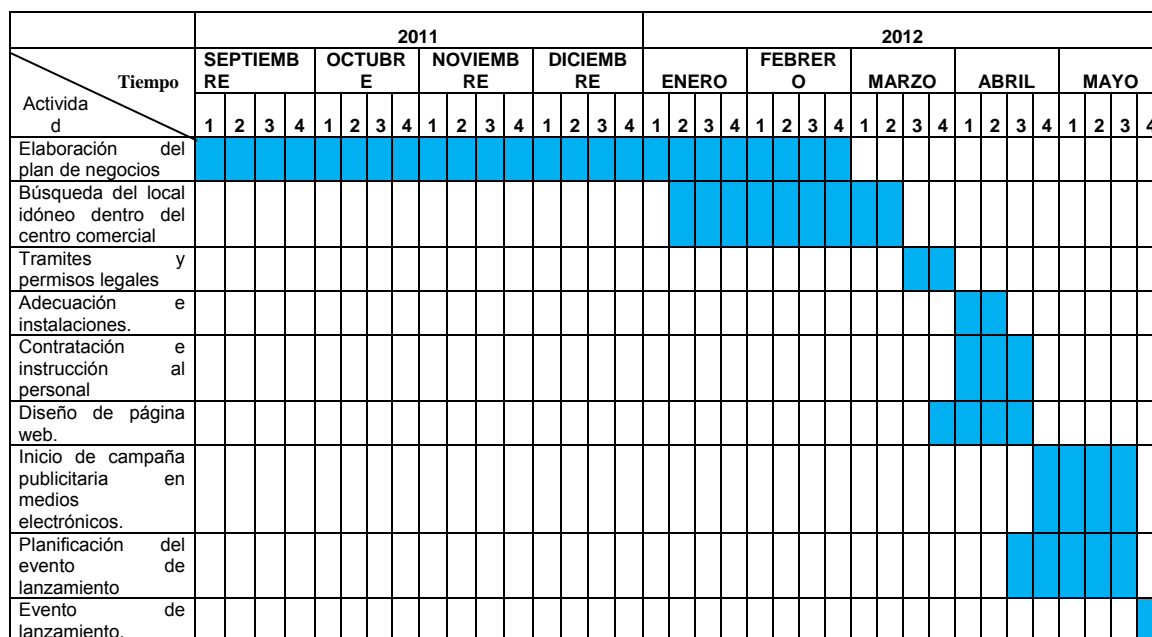 2011 2012
SEPTIEMB OCTUBR NOVIEMB DICIEMB FEBRER
Tiempo RE E RE RE ENERO O MARZO ABRIL MAYO
Activida
d 1 2 3 4 1 2 3 4 1 2 3 4 1 2 3 4 1 2 3 4 1 2 3 4 1 2 3 4 1 2 3 4 1 2 3 4
Elaboración del
plan de negocios
Búsqueda del local
idóneo dentro del
centro comercial
Tramites y
permisos legales
Adecuación e
instalaciones.
Contratación e
instrucción al
personal
Diseño de página
web.
Inicio de campaña
publicitaria en
medios
electrónicos.
Planificación del
evento de
lanzamiento
Evento de
lanzamiento.